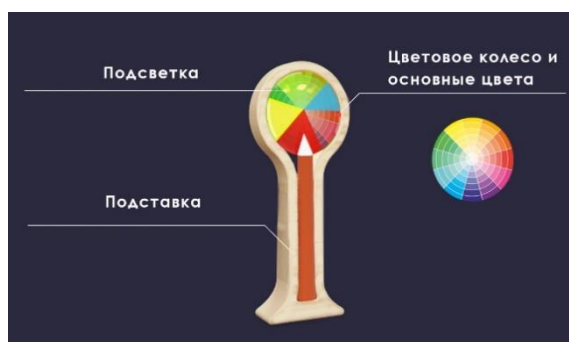 Подсветка
Цветовое колесо и
основные цвета
Подставка